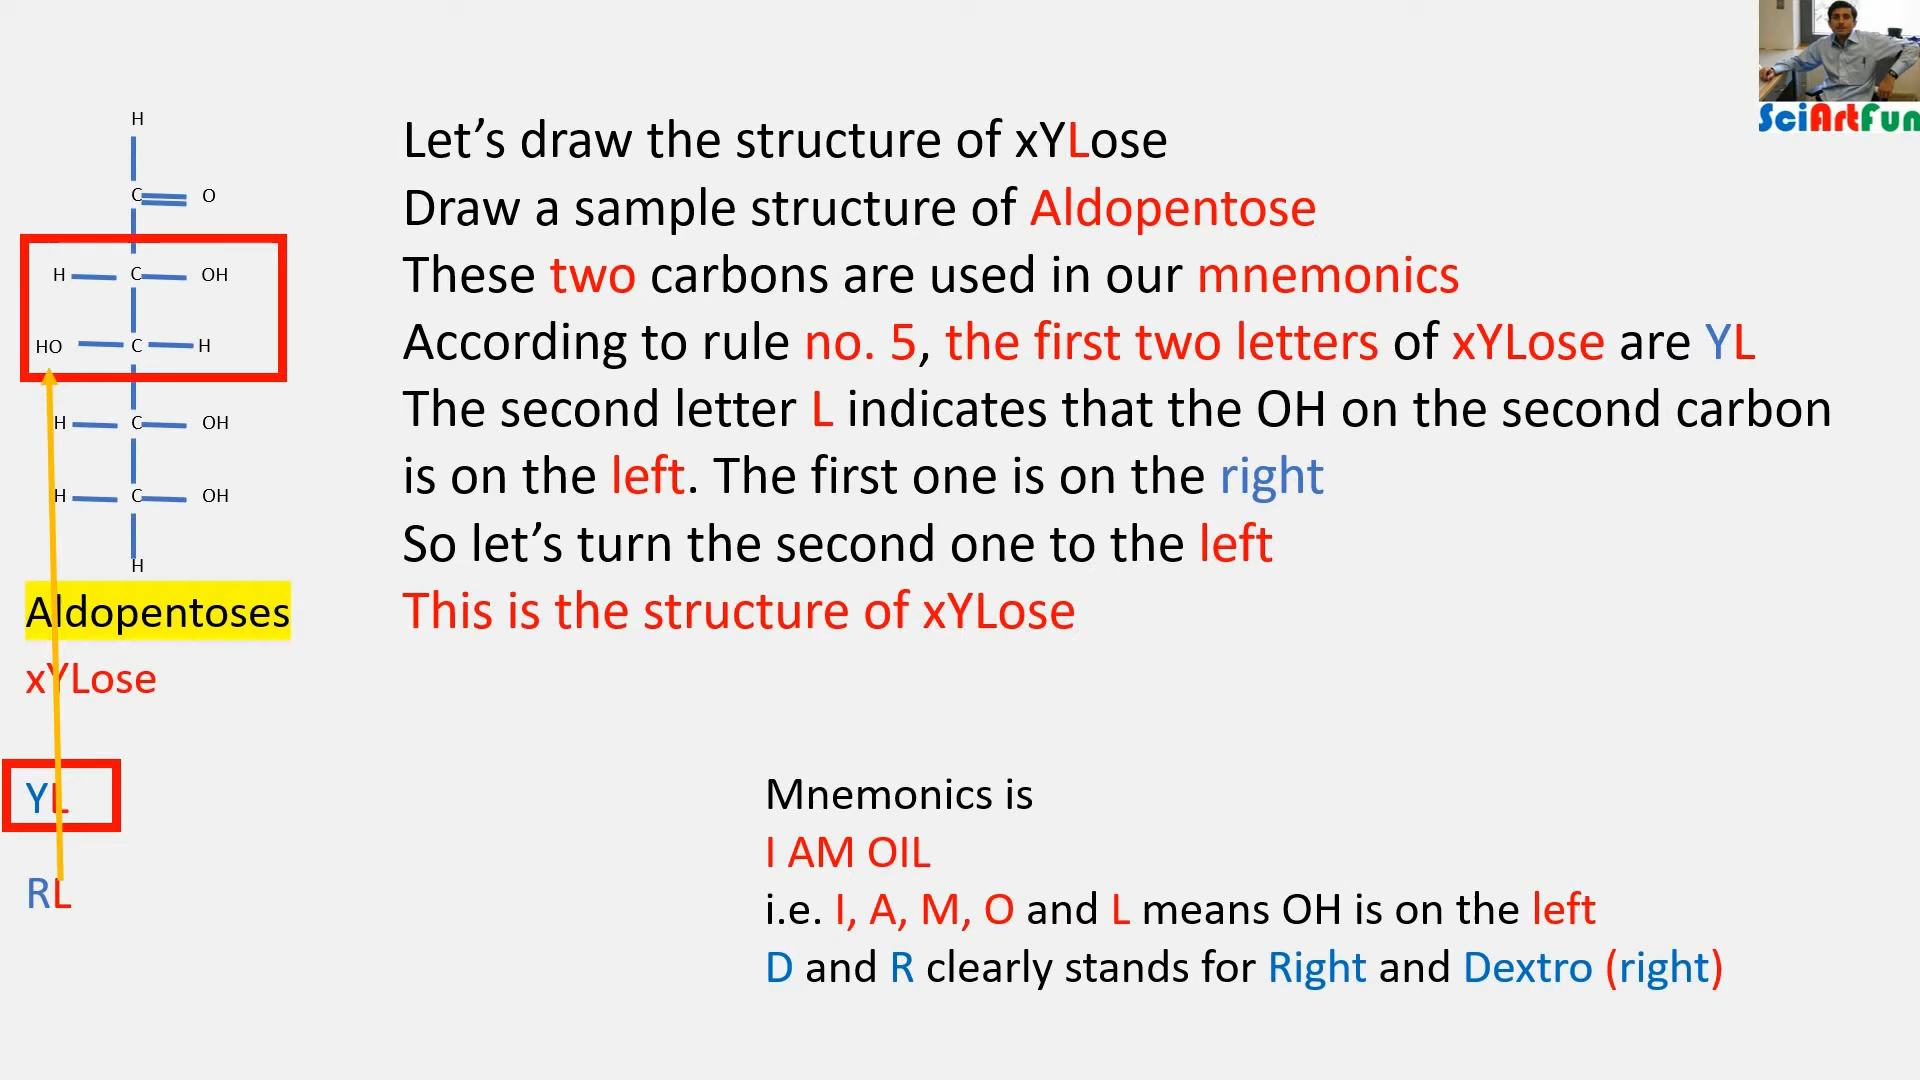 SciArtFun
H
C O
H C OH
HO C H
H C OH
H C OH
H
Aldopentoses
xYLose
YL
RL
Let’s draw the structure of xYLose
Draw a sample structure of Aldopentose
These two carbons are used in our mnemonics
According to rule no. 5, the first two letters of xYLose are YL
The second letter L indicates that the OH on the second carbon
is on the left. The first one is on the right
So let’s turn the second one to the left
This is the structure of xYLose
Mnemonics is
I AM OIL
i.e. I, A, M, O and L means OH is on the left
D and R clearly stands for Right and Dextro (right)